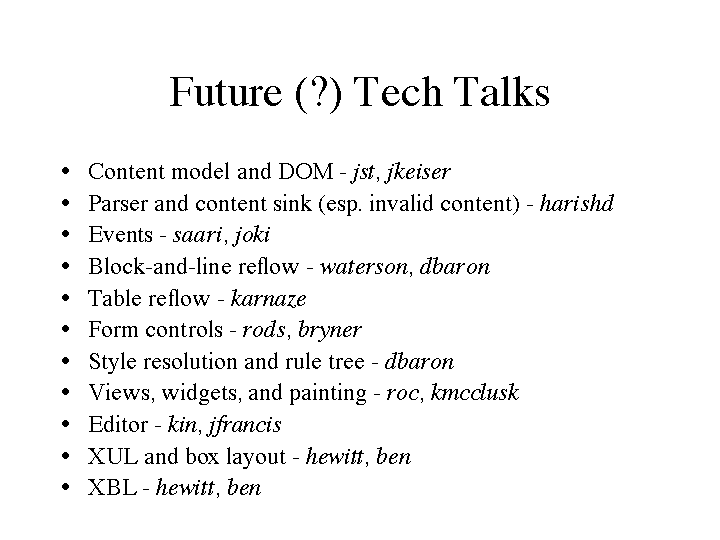 Future (?) Tech Talks
• Content model and DOM - jst, jkeiser
• Parser and content sink (esp. invalid content) - harishd
• Events - saari, joki
• Block-and-line reflow - waterson, dbaron
• Table reflow - karnaze
• Form controls - rods, bryner
• Style resolution and rule tree - dbaron
• Views, widgets, and painting - roc, kmcclusk
• Editor - kin, jfrancis
• XUL and box layout - hewitt, ben
• XBL - hewitt, ben